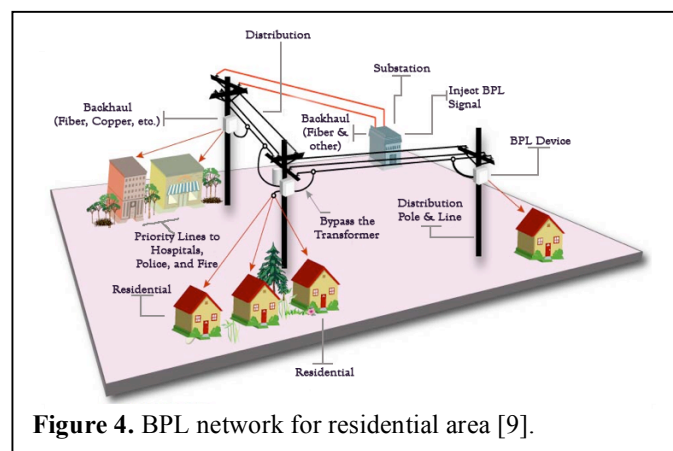 Distribution
Substation
Inject BPL
Signal
Backhaul
(Fiber, Copper, etc.)
Backhaul
(Fiber &
other)
BPL Device
Distribution
Pole & Line
Bypass the
Transformer
Priority Lines to
Hospitals,
Police, and Fire
Residential
Residential
Figure 4. BPL network for residential area [9].